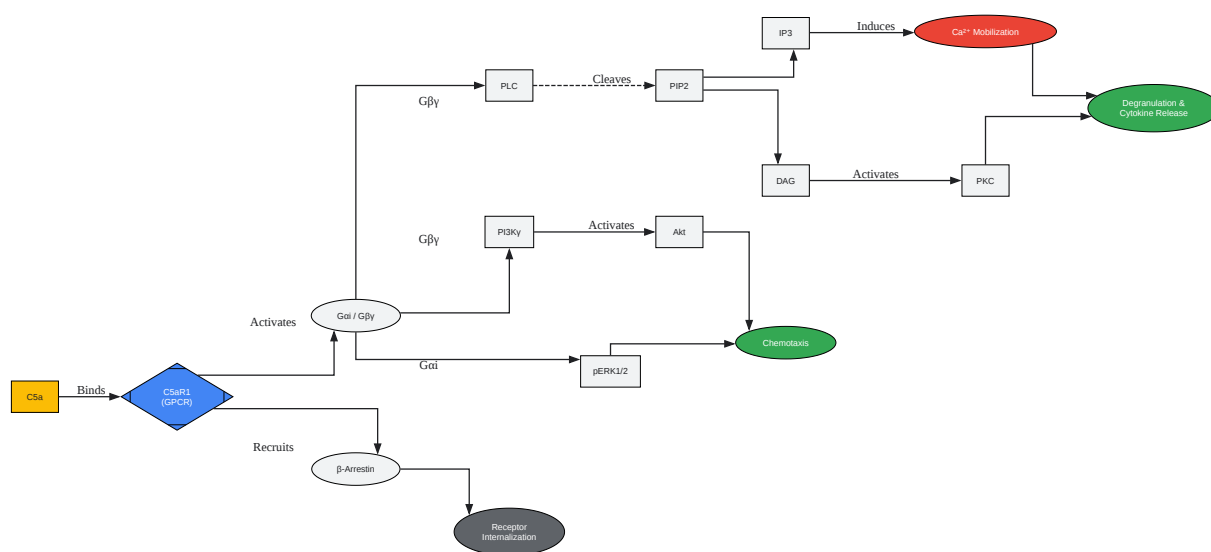 IP3
Induces
Ca²⁺ Mobilization
PLC
Cleaves
PIP2
Gβγ
Degranulation &
Cytokine Release
DAG
Activates
PKC
PI3Kγ
Activates
Akt
Gβγ
Gαi / Gβγ
Activates
Chemotaxis
Gαi
pERK1/2
C5a
Binds
C5aR1
(GPCR)
Recruits
β-Arrestin
Receptor
Internalization